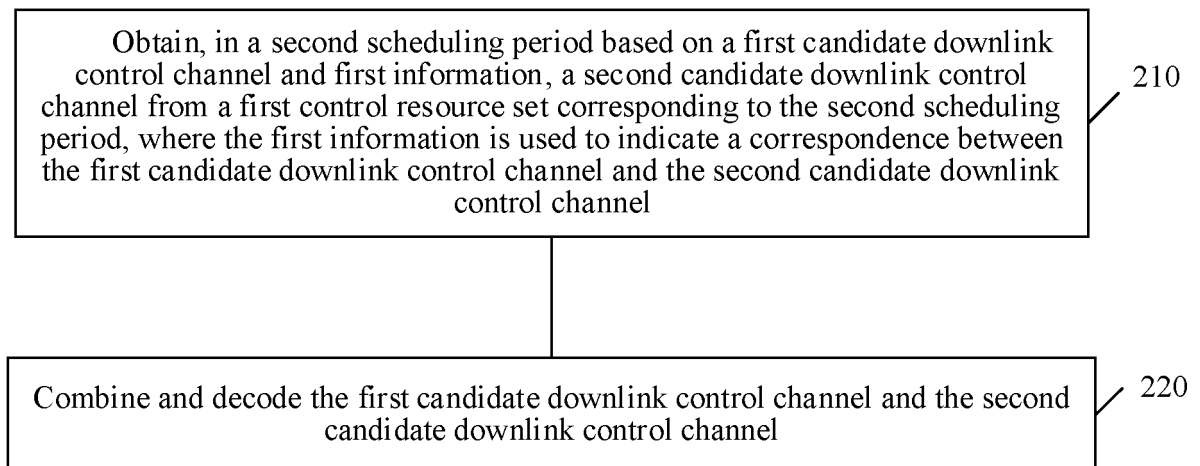 Obtain, in a second scheduling period based on a first candidate downlink
control channel and first information, a second candidate downlink control
channel from a first control resource set corresponding to the second scheduling
period, where the first information is used to indicate a correspondence between
the first candidate downlink control channel and the second candidate downlink
control channel
210
Combine and decode the first candidate downlink control channel and the second
candidate downlink control channel
220